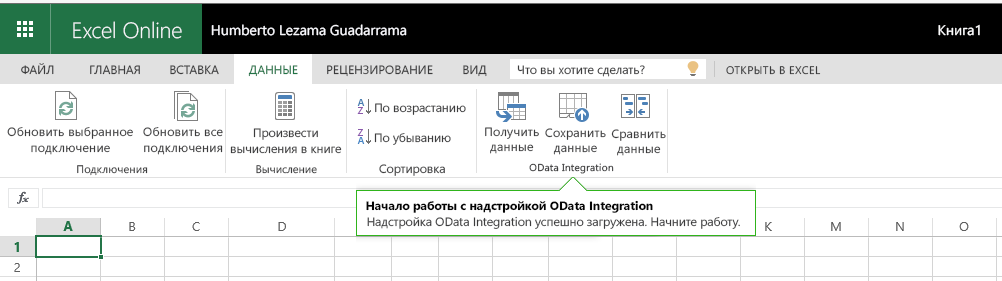 Excel Online Humberto Lezama Guadarrama Книга1
ФАЙЛ ГЛАВНАЯ ВСТАВКА ДАННЫЕ РЕЦЕНЗИРОВАНИЕ ВИД Что вы хотите сделать? ОТКРЫТЬ В EXCEL
Обновить выбранное подключение
Обновить все подключения
Подключения
Произвести вычисления в книге
Вычисление
По возрастанию
По убыванию
Сортировка
Получить данные
Сохранить данные
Сравнить данные
OData Integration
fx
Начало работы с надстройкой OData Integration
Надстройка OData Integration успешно загружена. Начните работу.
A B C D K M N O
1
2